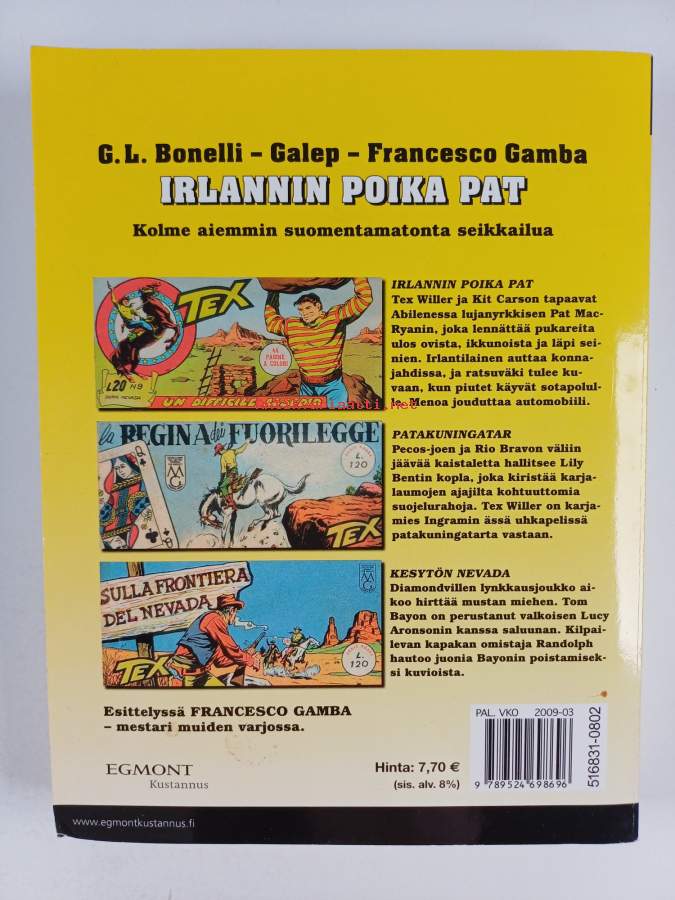 G.L. Bonelli – Galep – Francesco Gamba
IRLANNIN POIKA PAT
Kolme aiemmin suomentamatonta seikkailua
TEX
44 PAGINE A COLORI
L.20 N9
SERIE NEVADA
UN DIFFICILE
IRLANNIN POIKA PAT
Tex Willer ja Kit Carson tapaavat
Abilenessa lujanyrkkisen Pat Mac-
Ryanin, joka lennättää pukareita
ulos ovista, ikkunoista ja läpi sei-
nien. Irlantilainen auttaa konna-
jahdissa, ja ratsuväki tulee ku-
vaan, kun piutet käyvät sotapolul-
le. Menoa jouduttaa automobiili.
la REGINA dei FUORILEGGE
Q
L. 120
TEX
PATAKUNINGATAR
Pecos-joen ja Rio Bravon väliin
jäävää kaistaletta hallitsee Lily
Bentin kopla, joka kiristää karja-
laumojen ajajilta kohtuuttomia
suojelurahoja. Tex Willer on karja-
mies Ingramin ässä uhkapelissä
patakuningatarta vastaan.
SULLA FRONTIERA
DEL NEVADA
TEX
L. 120
KESYTÖN NEVADA
Diamondvillen lynkkausjoukko ai-
koo hirttää mustan miehen. Tom
Bayon on perustanut valkoisen Lucy
Aronsonin kanssa saluunan. Kilpai-
levan kapakan omistaja Randolph
hautoo juonia Bayonin poistamisek-
si kuvioista.
Esittelyssä FRANCESCO GAMBA
– mestari muiden varjossa.
EGMONT
Kustannus
Hinta: 7,70 €
(sis. alv. 8%)
PAL. VKO 2009-03
9 789524 698696
516831-0802
www.egmontkustannus.fi